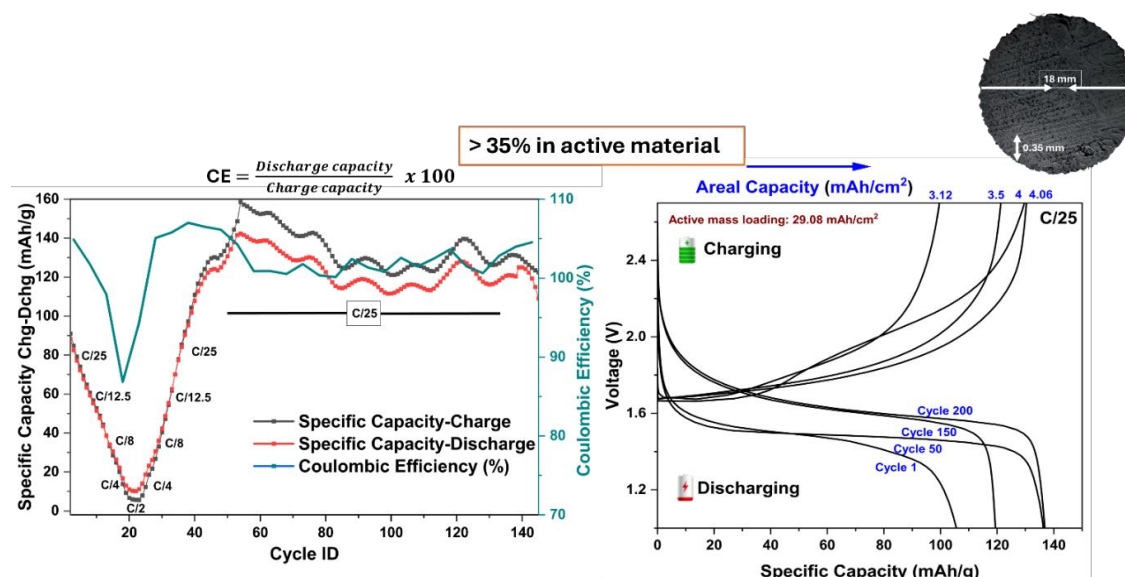 18 mm
0.35 mm
> 35% in active material
CE = Discharge capacity / Charge capacity x 100
Areal Capacity (mAh/cm²)
3.12 3.5 4 4.06
160
140
120
100
80
60
40
20
0
Specific Capacity Chg-Dchg (mAh/g)
C/25
C/12.5
C/8
C/4
C/2
C/4
C/8
C/12.5
C/25
C/25
Specific Capacity-Charge
Specific Capacity-Discharge
Coulombic Efficiency (%)
20 40 60 80 100 120 140
Cycle ID
110
105
100
95
90
85
80
75
70
Coulombic Efficiency (%)
Active mass loading: 29.08 mAh/cm²
C/25
Charging
2.4
2.0
1.6
1.2
Voltage (V)
Cycle 200
Cycle 150
Cycle 50
Cycle 1
Discharging
0 20 40 60 80 100 120 140
Specific Capacity (mAh/g)